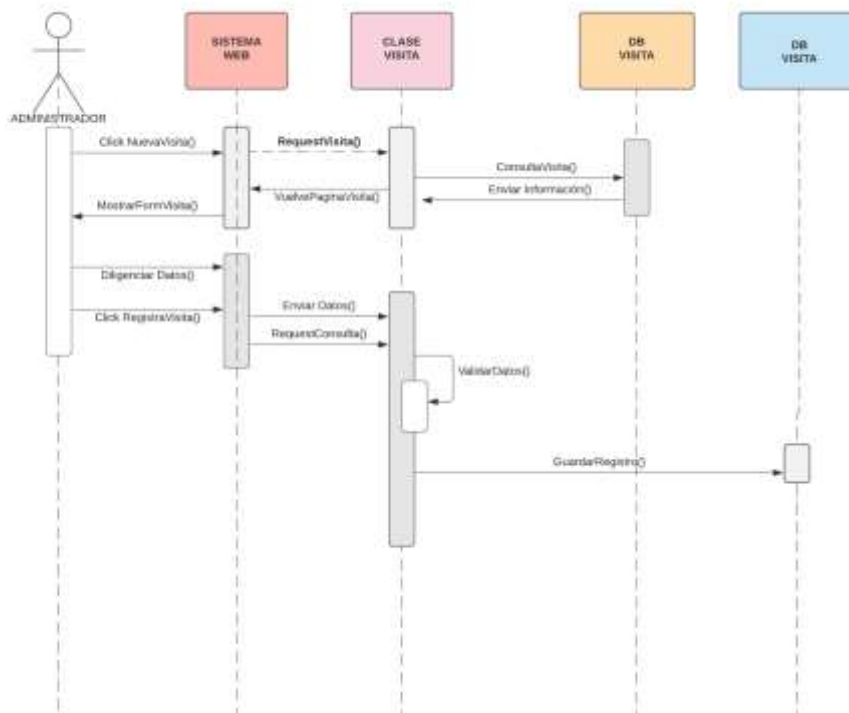 SISTEMA
WEB
CLASE
VISITA
DB
VISITA
DB
VISITA
ADMINISTRADOR
Click NuevaVisita()
RequestVisita()
ConsultaVisita()
Enviar Información()
VuelvePaginaVisita()
MostrarFormVisita()
Diligenciar Datos()
Click RegistraVisita()
Enviar Datos()
RequestConsulta()
ValidarDatos()
GuardarRegistro()